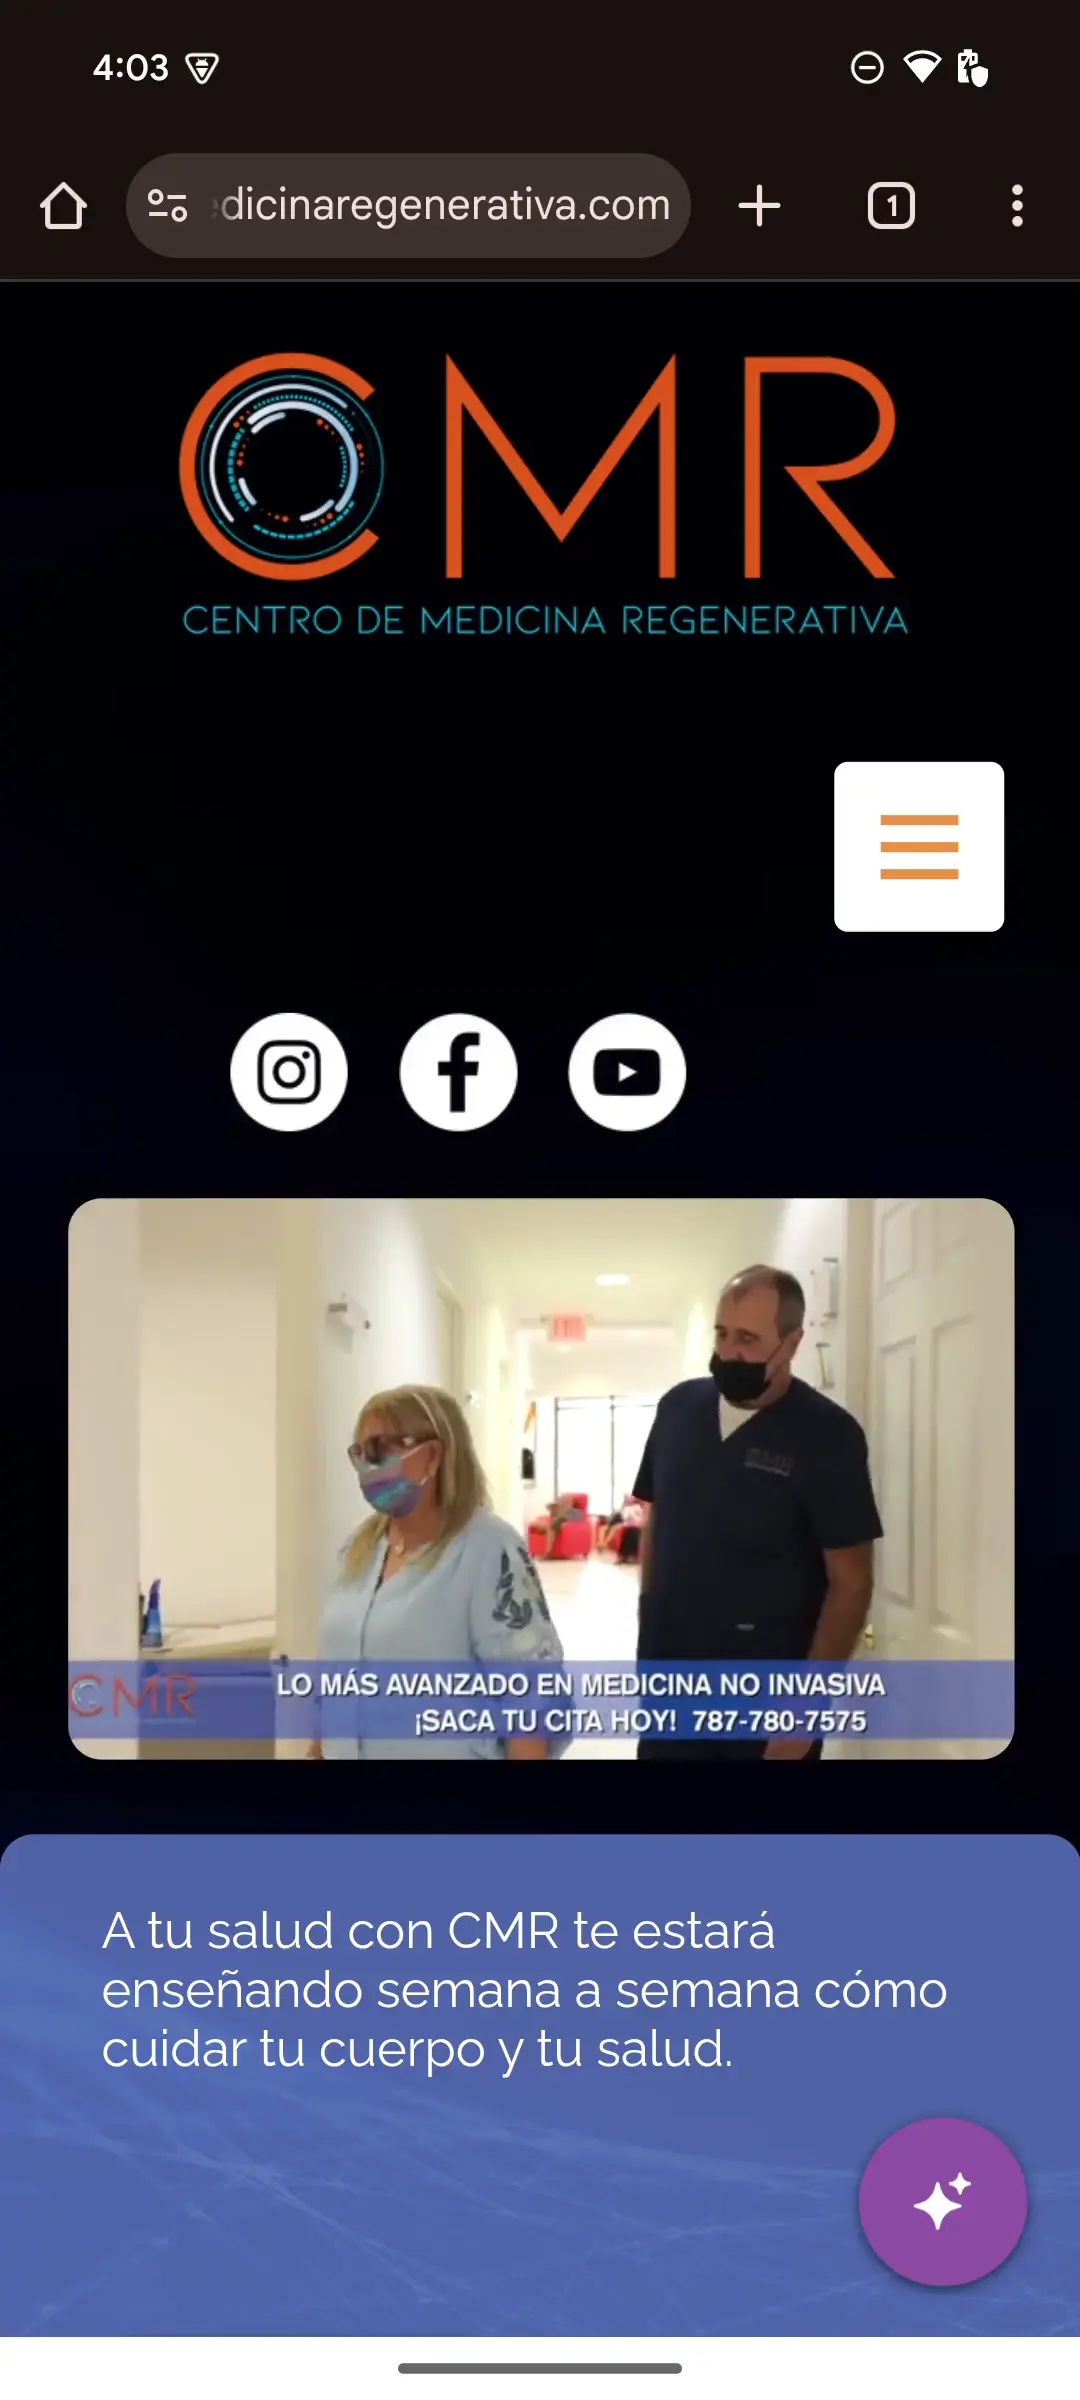 4:03
dicinaregenerativa.com
1
CMR
CENTRO DE MEDICINA REGENERATIVA
EXIT
CMR
LO MÁS AVANZADO EN MEDICINA NO INVASIVA
¡SACA TU CITA HOY! 787-780-7575
A tu salud con CMR te estará
enseñando semana a semana cómo
cuidar tu cuerpo y tu salud.